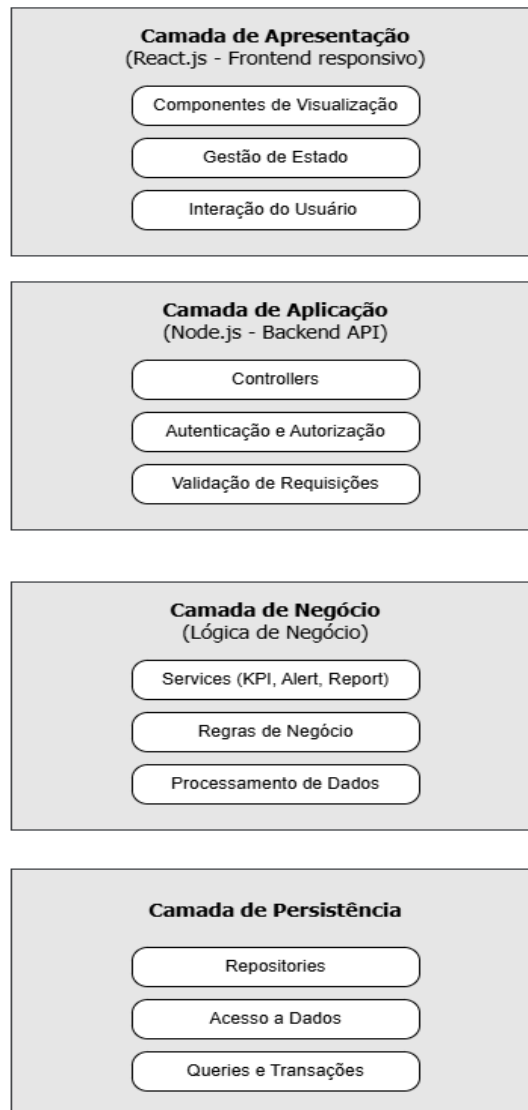 Camada de Apresentação
(React.js - Frontend responsivo)
Componentes de Visualização
Gestão de Estado
Interação do Usuário
Camada de Aplicação
(Node.js - Backend API)
Controllers
Autenticação e Autorização
Validação de Requisições
Camada de Negócio
(Lógica de Negócio)
Services (KPI, Alert, Report)
Regras de Negócio
Processamento de Dados
Camada de Persistência
Repositories
Acesso a Dados
Queries e Transações